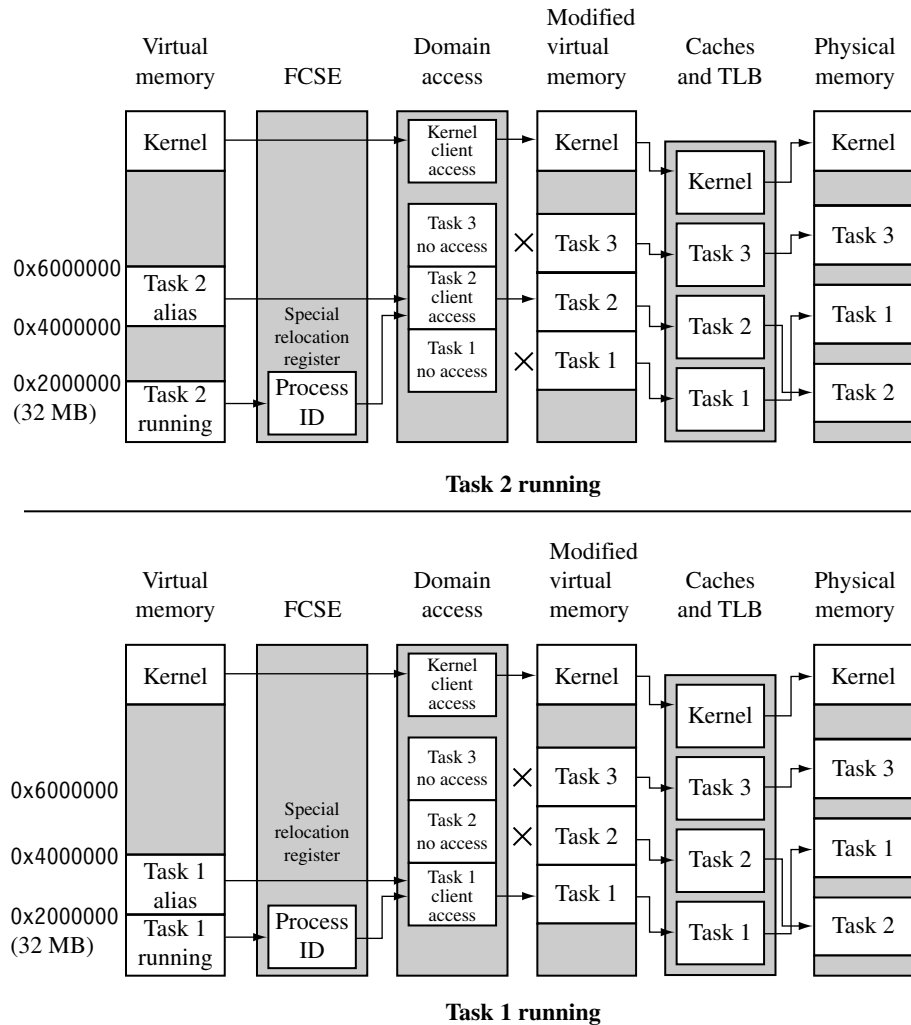 Virtual
memory
FCSE
Domain
access
Modified
virtual
memory
Caches
and TLB
Physical
memory
Kernel
Kernel
client
access
Kernel
Kernel
Kernel
Task 3
no access
Task 3
Task 3
Task 3
0x6000000
Task 2
alias
Task 2
client
access
Task 2
Task 2
Task 1
0x4000000
Special
relocation
register
Task 1
no access
Task 1
Task 1
Task 2
0x2000000
(32 MB)
Task 2
running
Process
ID
Task 2 running
Virtual
memory
FCSE
Domain
access
Modified
virtual
memory
Caches
and TLB
Physical
memory
Kernel
Kernel
client
access
Kernel
Kernel
Kernel
Task 3
no access
Task 3
Task 3
Task 3
0x6000000
Special
relocation
register
Task 2
no access
Task 2
Task 2
Task 1
0x4000000
Task 1
alias
Task 1
client
access
Task 1
Task 1
Task 2
0x2000000
(32 MB)
Task 1
running
Process
ID
Task 1 running